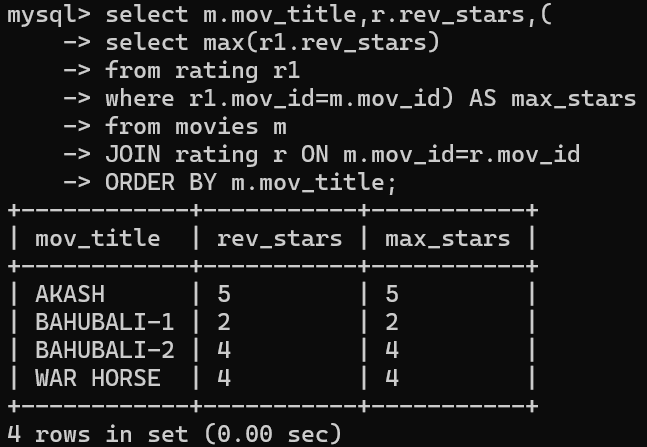 mysql> select m.mov_title,r.rev_stars,(
    -> select max(r1.rev_stars)
    -> from rating r1
    -> where r1.mov_id=m.mov_id) AS max_stars
    -> from movies m
    -> JOIN rating r ON m.mov_id=r.mov_id
    -> ORDER BY m.mov_title;
+------------+-----------+-----------+
| mov_title  | rev_stars | max_stars |
+------------+-----------+-----------+
| AKASH      | 5         | 5         |
| BAHUBALI-1 | 2         | 2         |
| BAHUBALI-2 | 4         | 4         |
| WAR HORSE  | 4         | 4         |
+------------+-----------+-----------+
4 rows in set (0.00 sec)